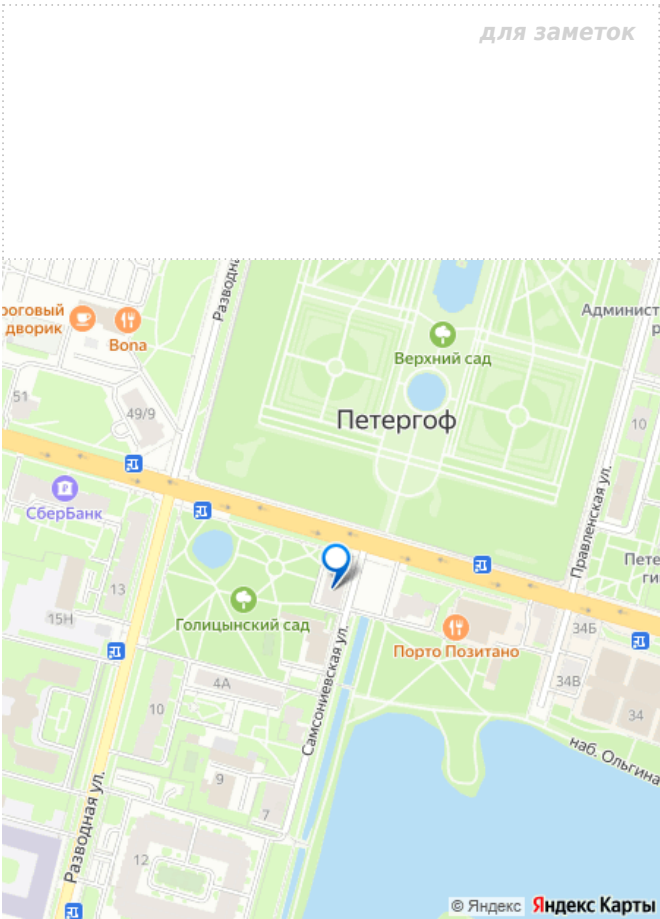 для заметок
Разводна
роговый
дворик
Bona
Админист
р
Верхний сад
51
49/9
Петергоф
10
СберБанк
Правленская ул.
Пете
ги
13
15Н
Голицынский сад
34Б
Порто Позитано
4А
Самсониевская ул.
34В
10
34
наб. Ольгина
9
7
Разводная ул.
12
© Яндекс Яндекс Карты